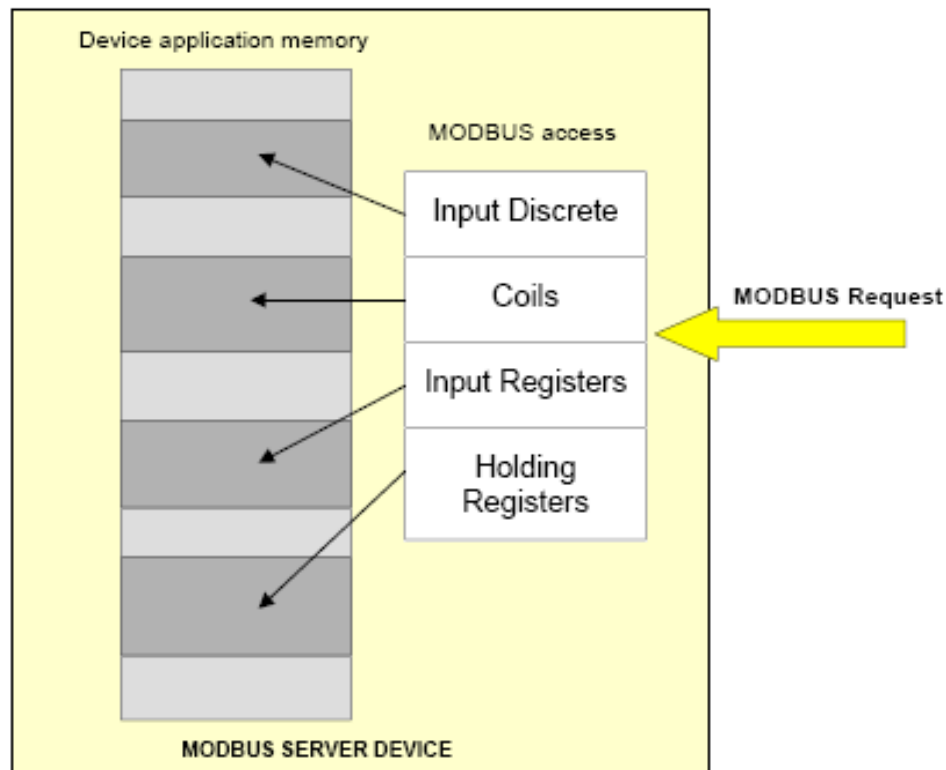 Device application memory
MODBUS access
Input Discrete
Coils
MODBUS Request
Input Registers
Holding
Registers
MODBUS SERVER DEVICE